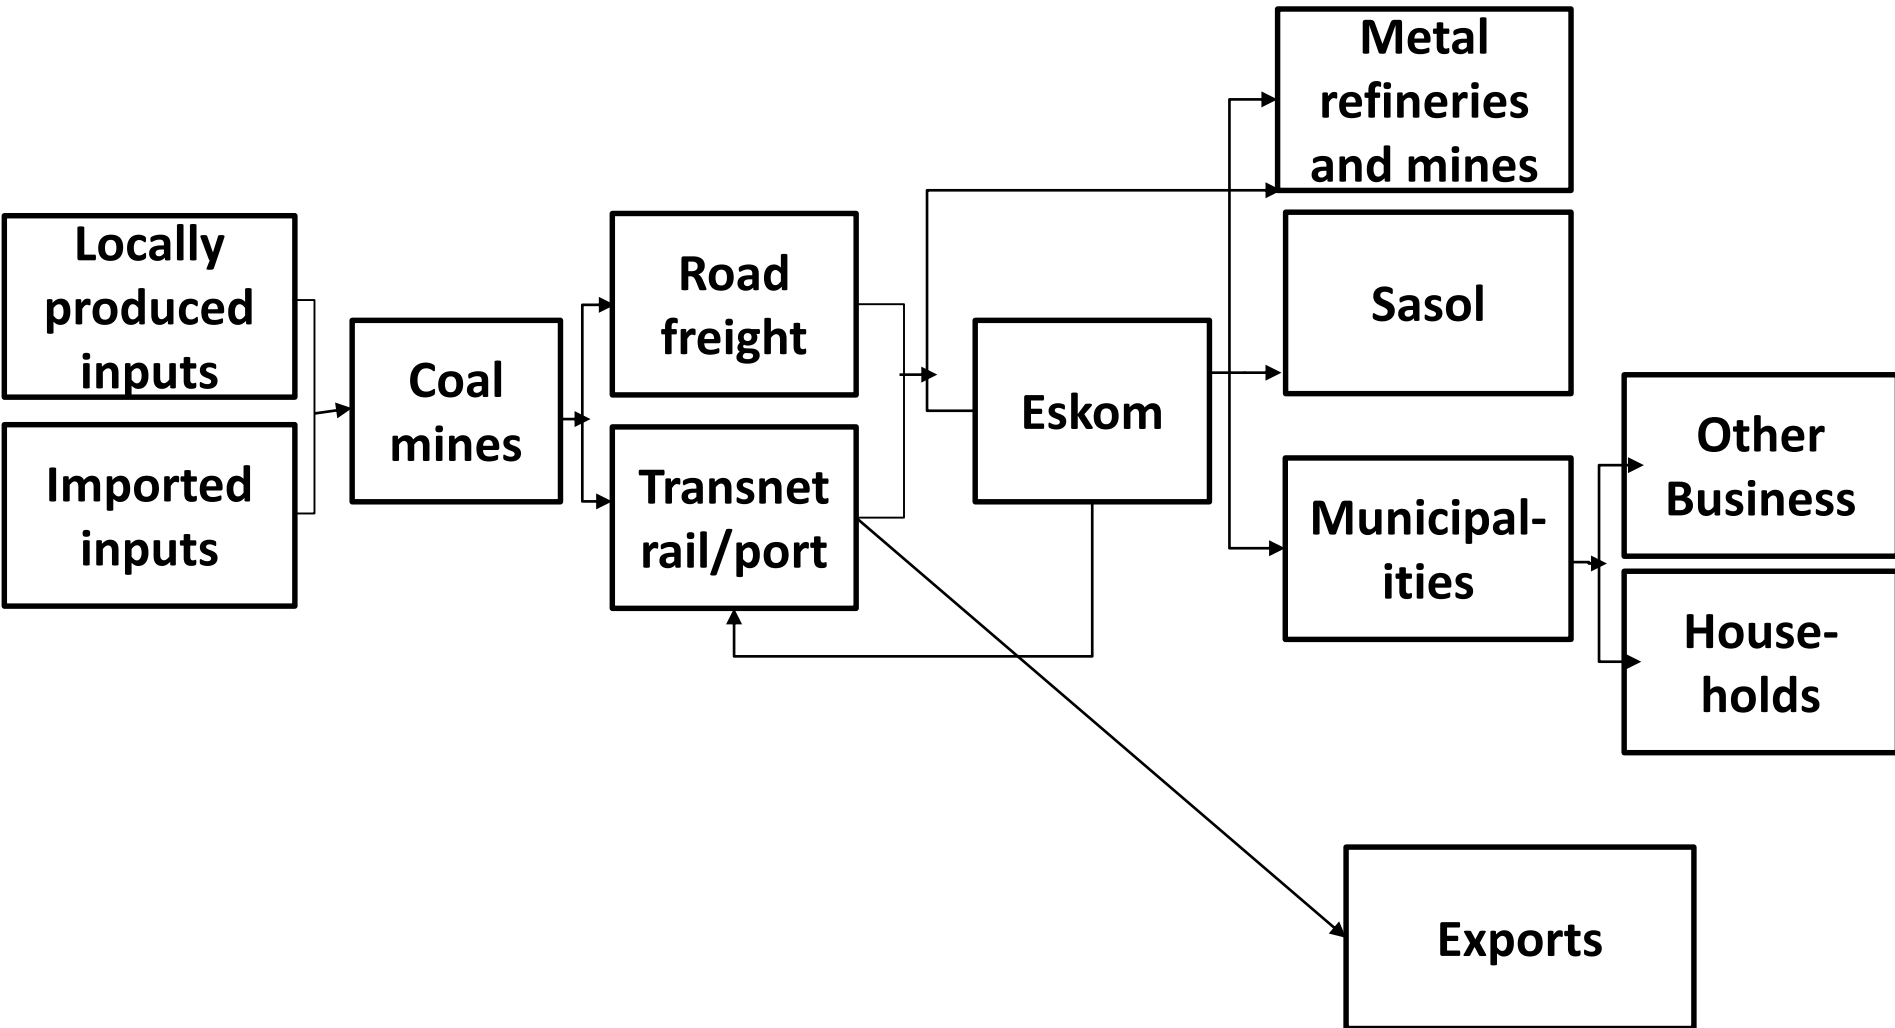 Locally
produced
inputs
Imported
inputs
Coal
mines
Road
freight
Transnet
rail/port
Eskom
Metal
refineries
and mines
Sasol
Municipal-
ities
Other
Business
House-
holds
Exports